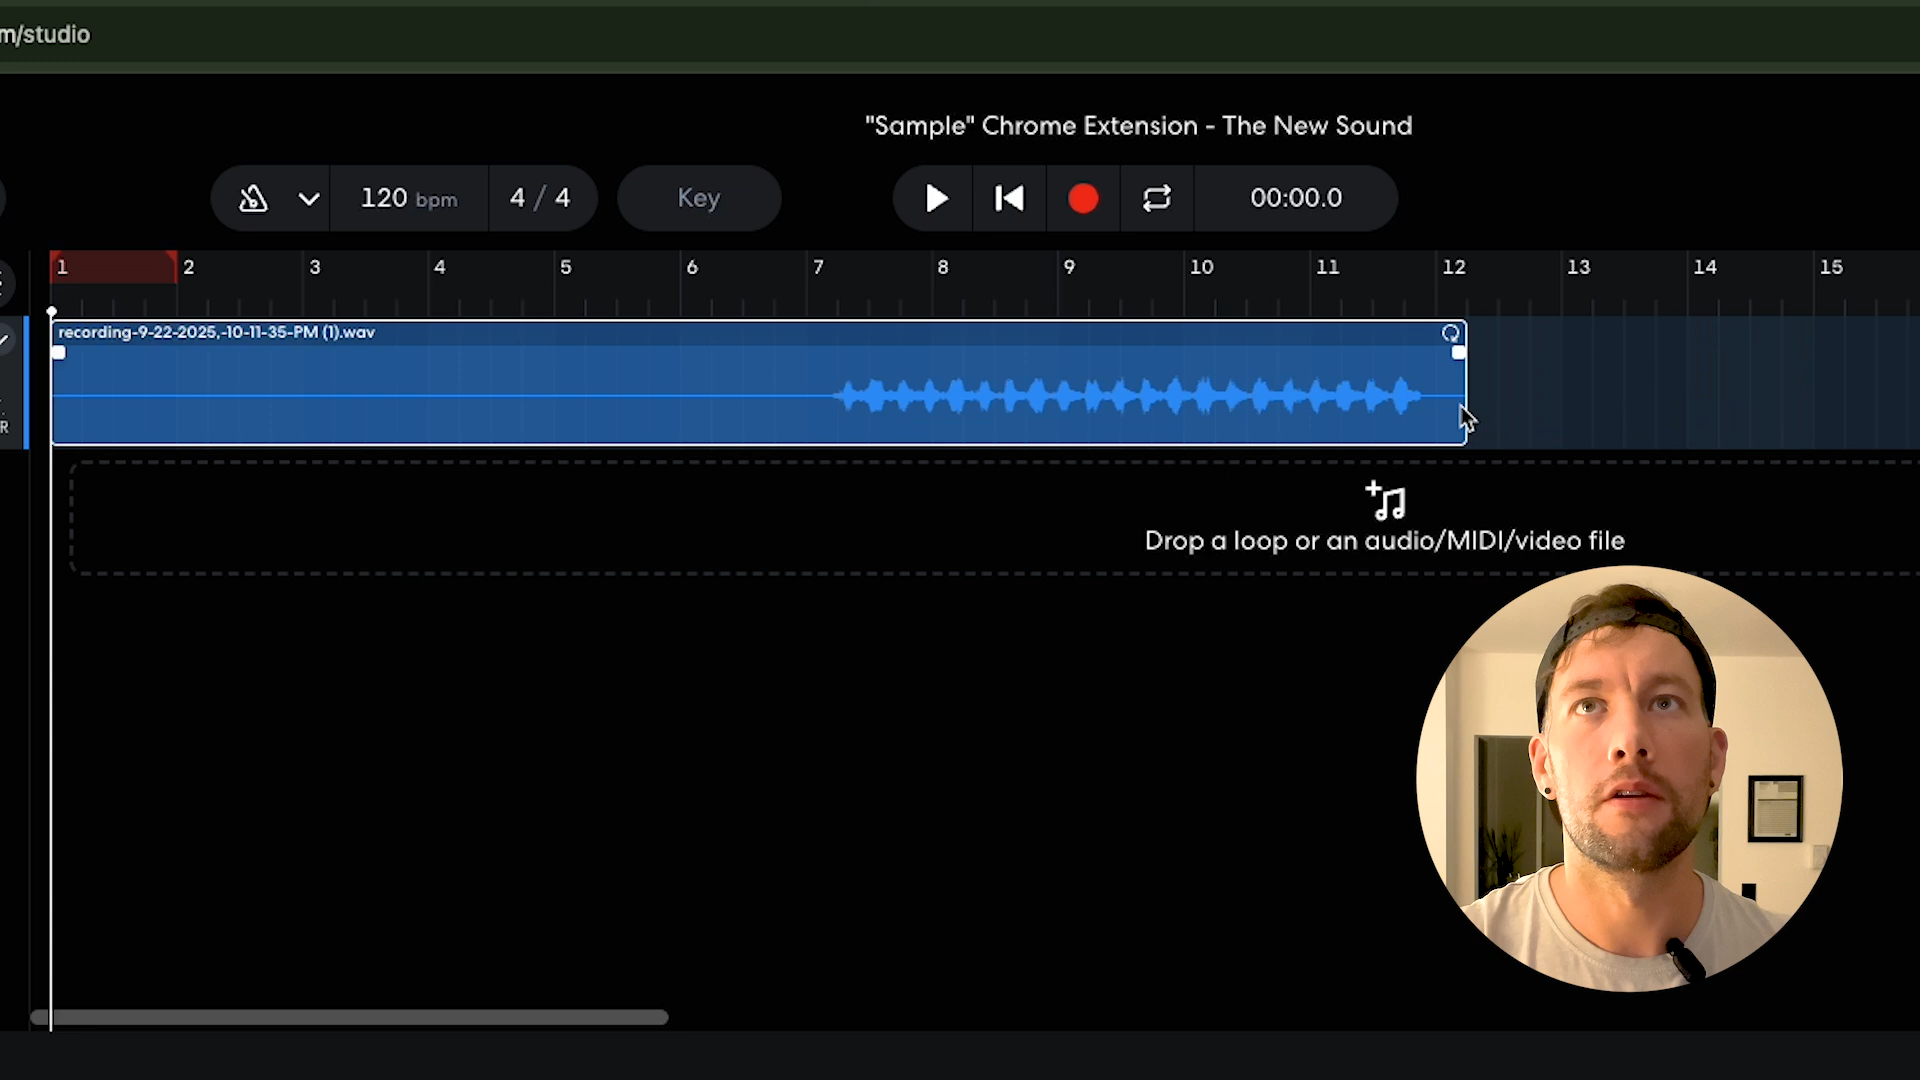 m/studio
"Sample" Chrome Extension - The New Sound
120 bpm 4 / 4 Key 00:00.0
1 2 3 4 5 6 7 8 9 10 11 12 13 14 15
recording-9-22-2025,-10-11-35-PM (1).wav
R
Drop a loop or an audio/MIDI/video file